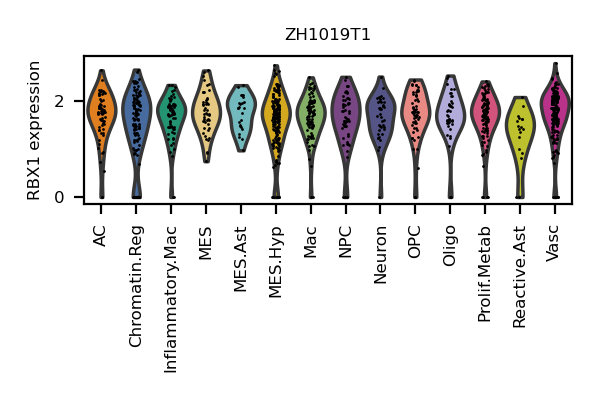 ZH1019T1
RBX1 expression
2
0
AC
Chromatin.Reg
Inflammatory.Mac
MES
MES.Ast
MES.Hyp
Mac
NPC
Neuron
OPC
Oligo
Prolif.Metab
Reactive.Ast
Vasc